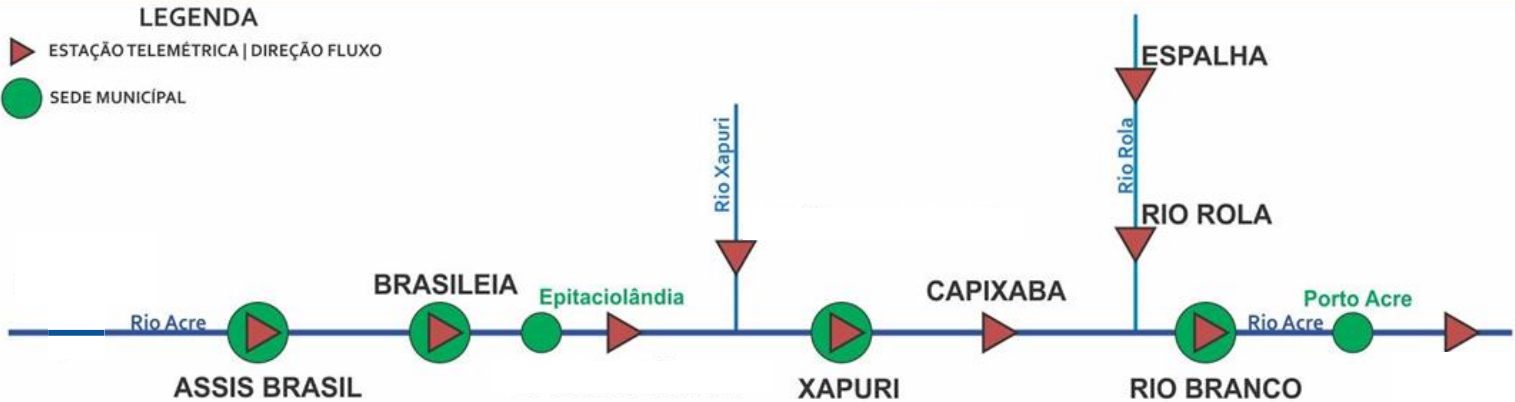 LEGENDA
ESTAÇÃO TELEMÉTRICA | DIREÇÃO FLUXO
SEDE MUNICÍPAL
ESPALHA
Rio Xapuri
Rio Rola
RIO ROLA
BRASILEIA
Epitaciolândia
CAPIXABA
Porto Acre
Rio Acre
Rio Acre
ASSIS BRASIL
XAPURI
RIO BRANCO